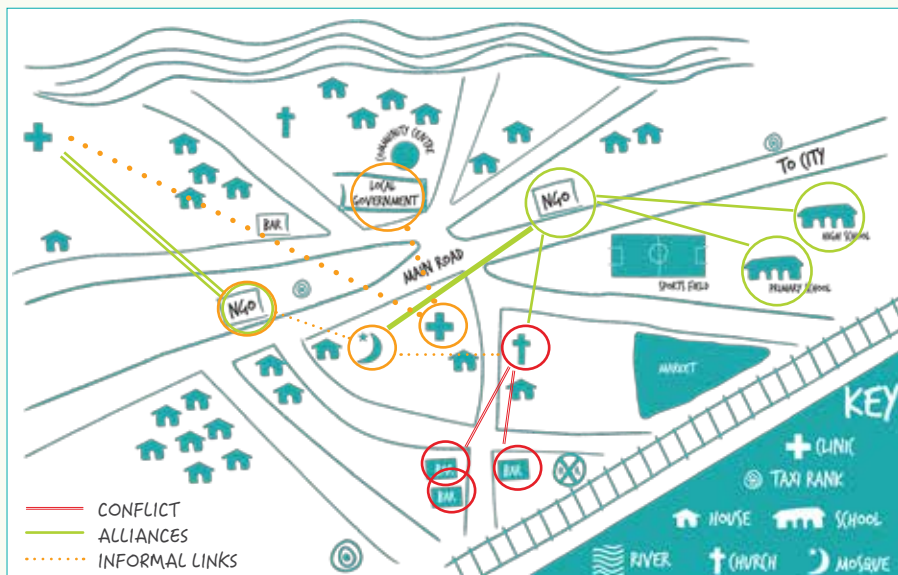 COMMUNITY CENTRE
LOCAL
GOVERNMENT
TO CITY
NGO
BAR
HIGH SCHOOL
MAIN ROAD
SPORTS FIELD
PRIMARY SCHOOL
NGO
MARKET
BAR
BAR
BAR
KEY
CLINIC
TAXI RANK
HOUSE
SCHOOL
RIVER
CHURCH
MOSQUE
CONFLICT
ALLIANCES
INFORMAL LINKS